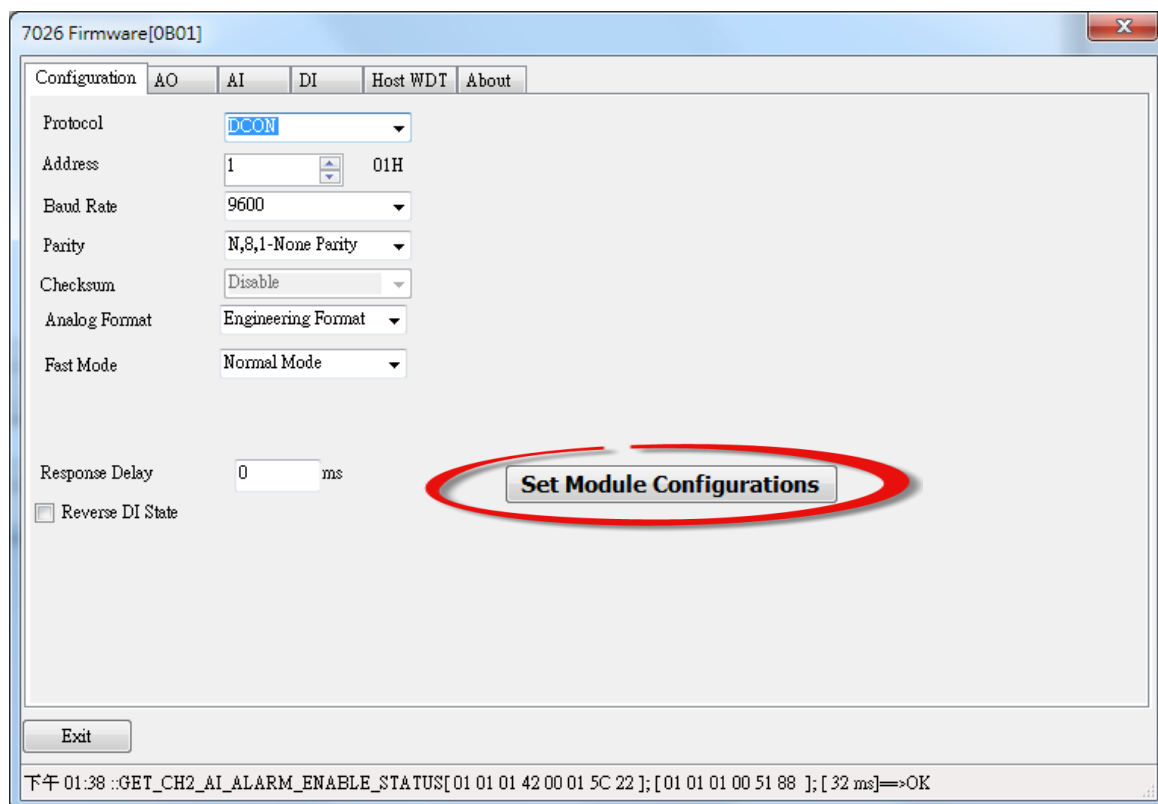 7026 Firmware[0B01]
Configuration AO AI DI Host WDT About
Protocol DCON
Address 1 01H
Baud Rate 9600
Parity N,8,1-None Parity
Checksum Disable
Analog Format Engineering Format
Fast Mode Normal Mode
Response Delay 0 ms
Set Module Configurations
Reverse DI State
Exit
下午 01:38 ::GET_CH2_AI_ALARM_ENABLE_STATUS[ 01 01 01 42 00 01 5C 22 ]; [ 01 01 01 00 51 88 ]; [ 32 ms]==>OK